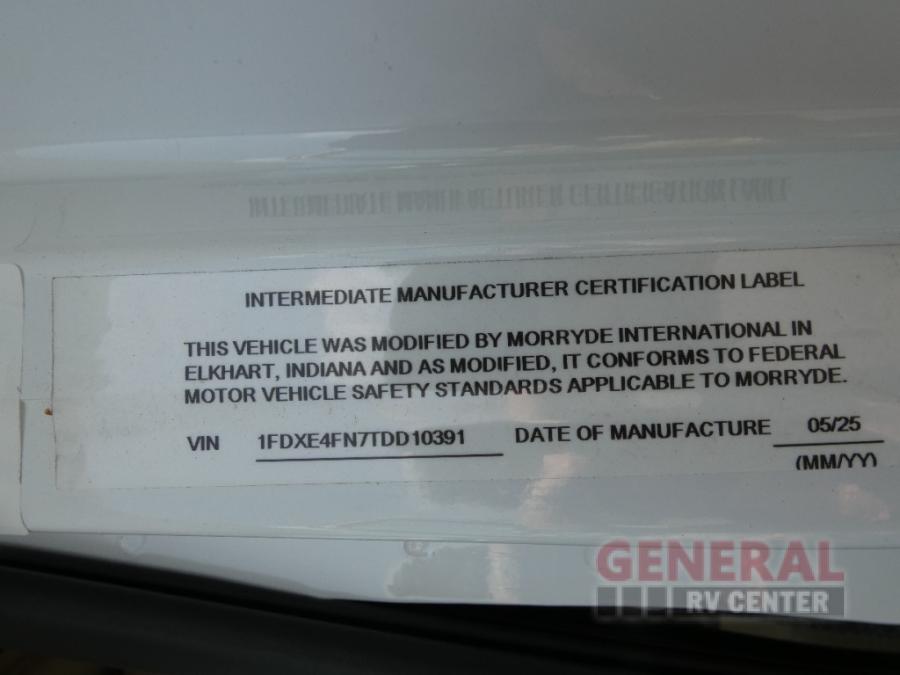 INTERMEDIATE MANUFACTURER CERTIFICATION LABEL
THIS VEHICLE WAS MODIFIED BY MORRYDE INTERNATIONAL IN
ELKHART, INDIANA AND AS MODIFIED, IT CONFORMS TO FEDERAL
MOTOR VEHICLE SAFETY STANDARDS APPLICABLE TO MORRYDE.
VIN 1FDXE4FN7TDD10391 DATE OF MANUFACTURE 05/25
(MM/YY)
GENERAL
RV CENTER